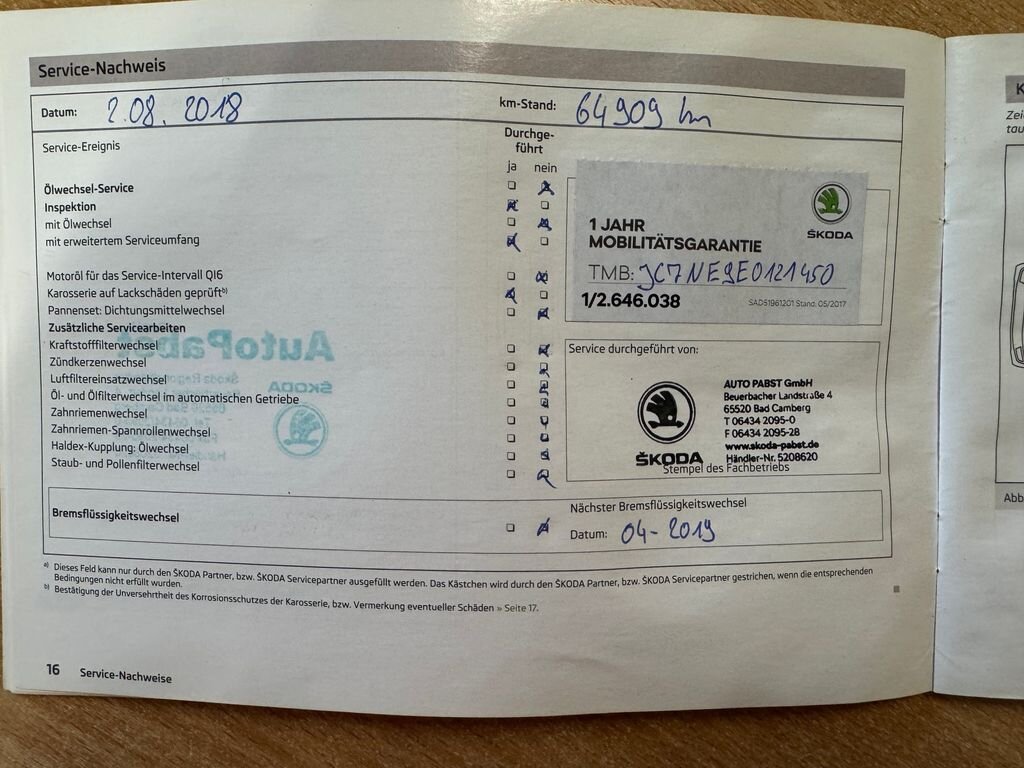 Service-Nachweis
Datum: 2.08.2018 km-Stand: 64909 km
Service-Ereignis
Durchge-
führt
ja nein
Ölwechsel-Service
Inspektion
mit Ölwechsel
mit erweitertem Serviceumfang
Motoröl für das Service-Intervall QI6
Karosserie auf Lackschäden geprüft b)
Pannenset: Dichtungsmittelwechsel
Zusätzliche Servicearbeiten
Kraftstofffilterwechsel
Zündkerzenwechsel
Luftfiltereinsatzwechsel
Öl- und Ölfilterwechsel im automatischen Getriebe
Zahnriemenwechsel
Zahnriemen-Spannrollenwechsel
Haldex-Kupplung: Ölwechsel
Staub- und Pollenfilterwechsel
AutoPabst
ŠKODA
ŠKODA
1 JAHR
MOBILITÄTSGARANTIE
TMB: JC7NE9E0121450
1/2.646.038 SAD51961201 Stand: 05/2017
Service durchgeführt von:
AUTO PABST GmbH
Beuerbacher Landstraße 4
65520 Bad Camberg
T 06434 2095-0
F 06434 2095-28
www.skoda-pabst.de
Händler-Nr. 5208620
ŠKODA
Stempel des Fachbetriebs
Bremsflüssigkeitswechsel
Nächster Bremsflüssigkeitswechsel
Datum: 04-2019
a) Dieses Feld kann nur durch den ŠKODA Partner, bzw. ŠKODA Servicepartner ausgefüllt werden. Das Kästchen wird durch den ŠKODA Partner, bzw. ŠKODA Servicepartner gestrichen, wenn die entsprechenden
Bedingungen nicht erfüllt wurden.
b) Bestätigung der Unversehrtheit des Korrosionsschutzes der Karosserie, bzw. Vermerkung eventueller Schäden » Seite 17.
16 Service-Nachweise
K
Zei
tau
Abb